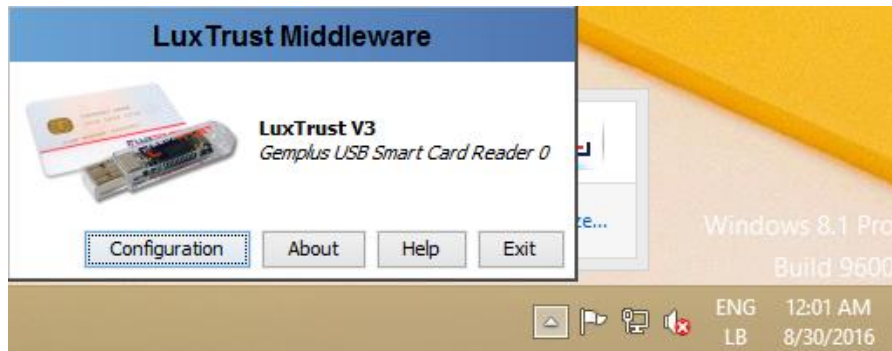 LuxTrust Middleware
LuxTrust V3
Gemplus USB Smart Card Reader 0
Configuration
About
Help
Exit
Windows 8.1 Pro
Build 9600
ENG
LB
12:01 AM
8/30/2016